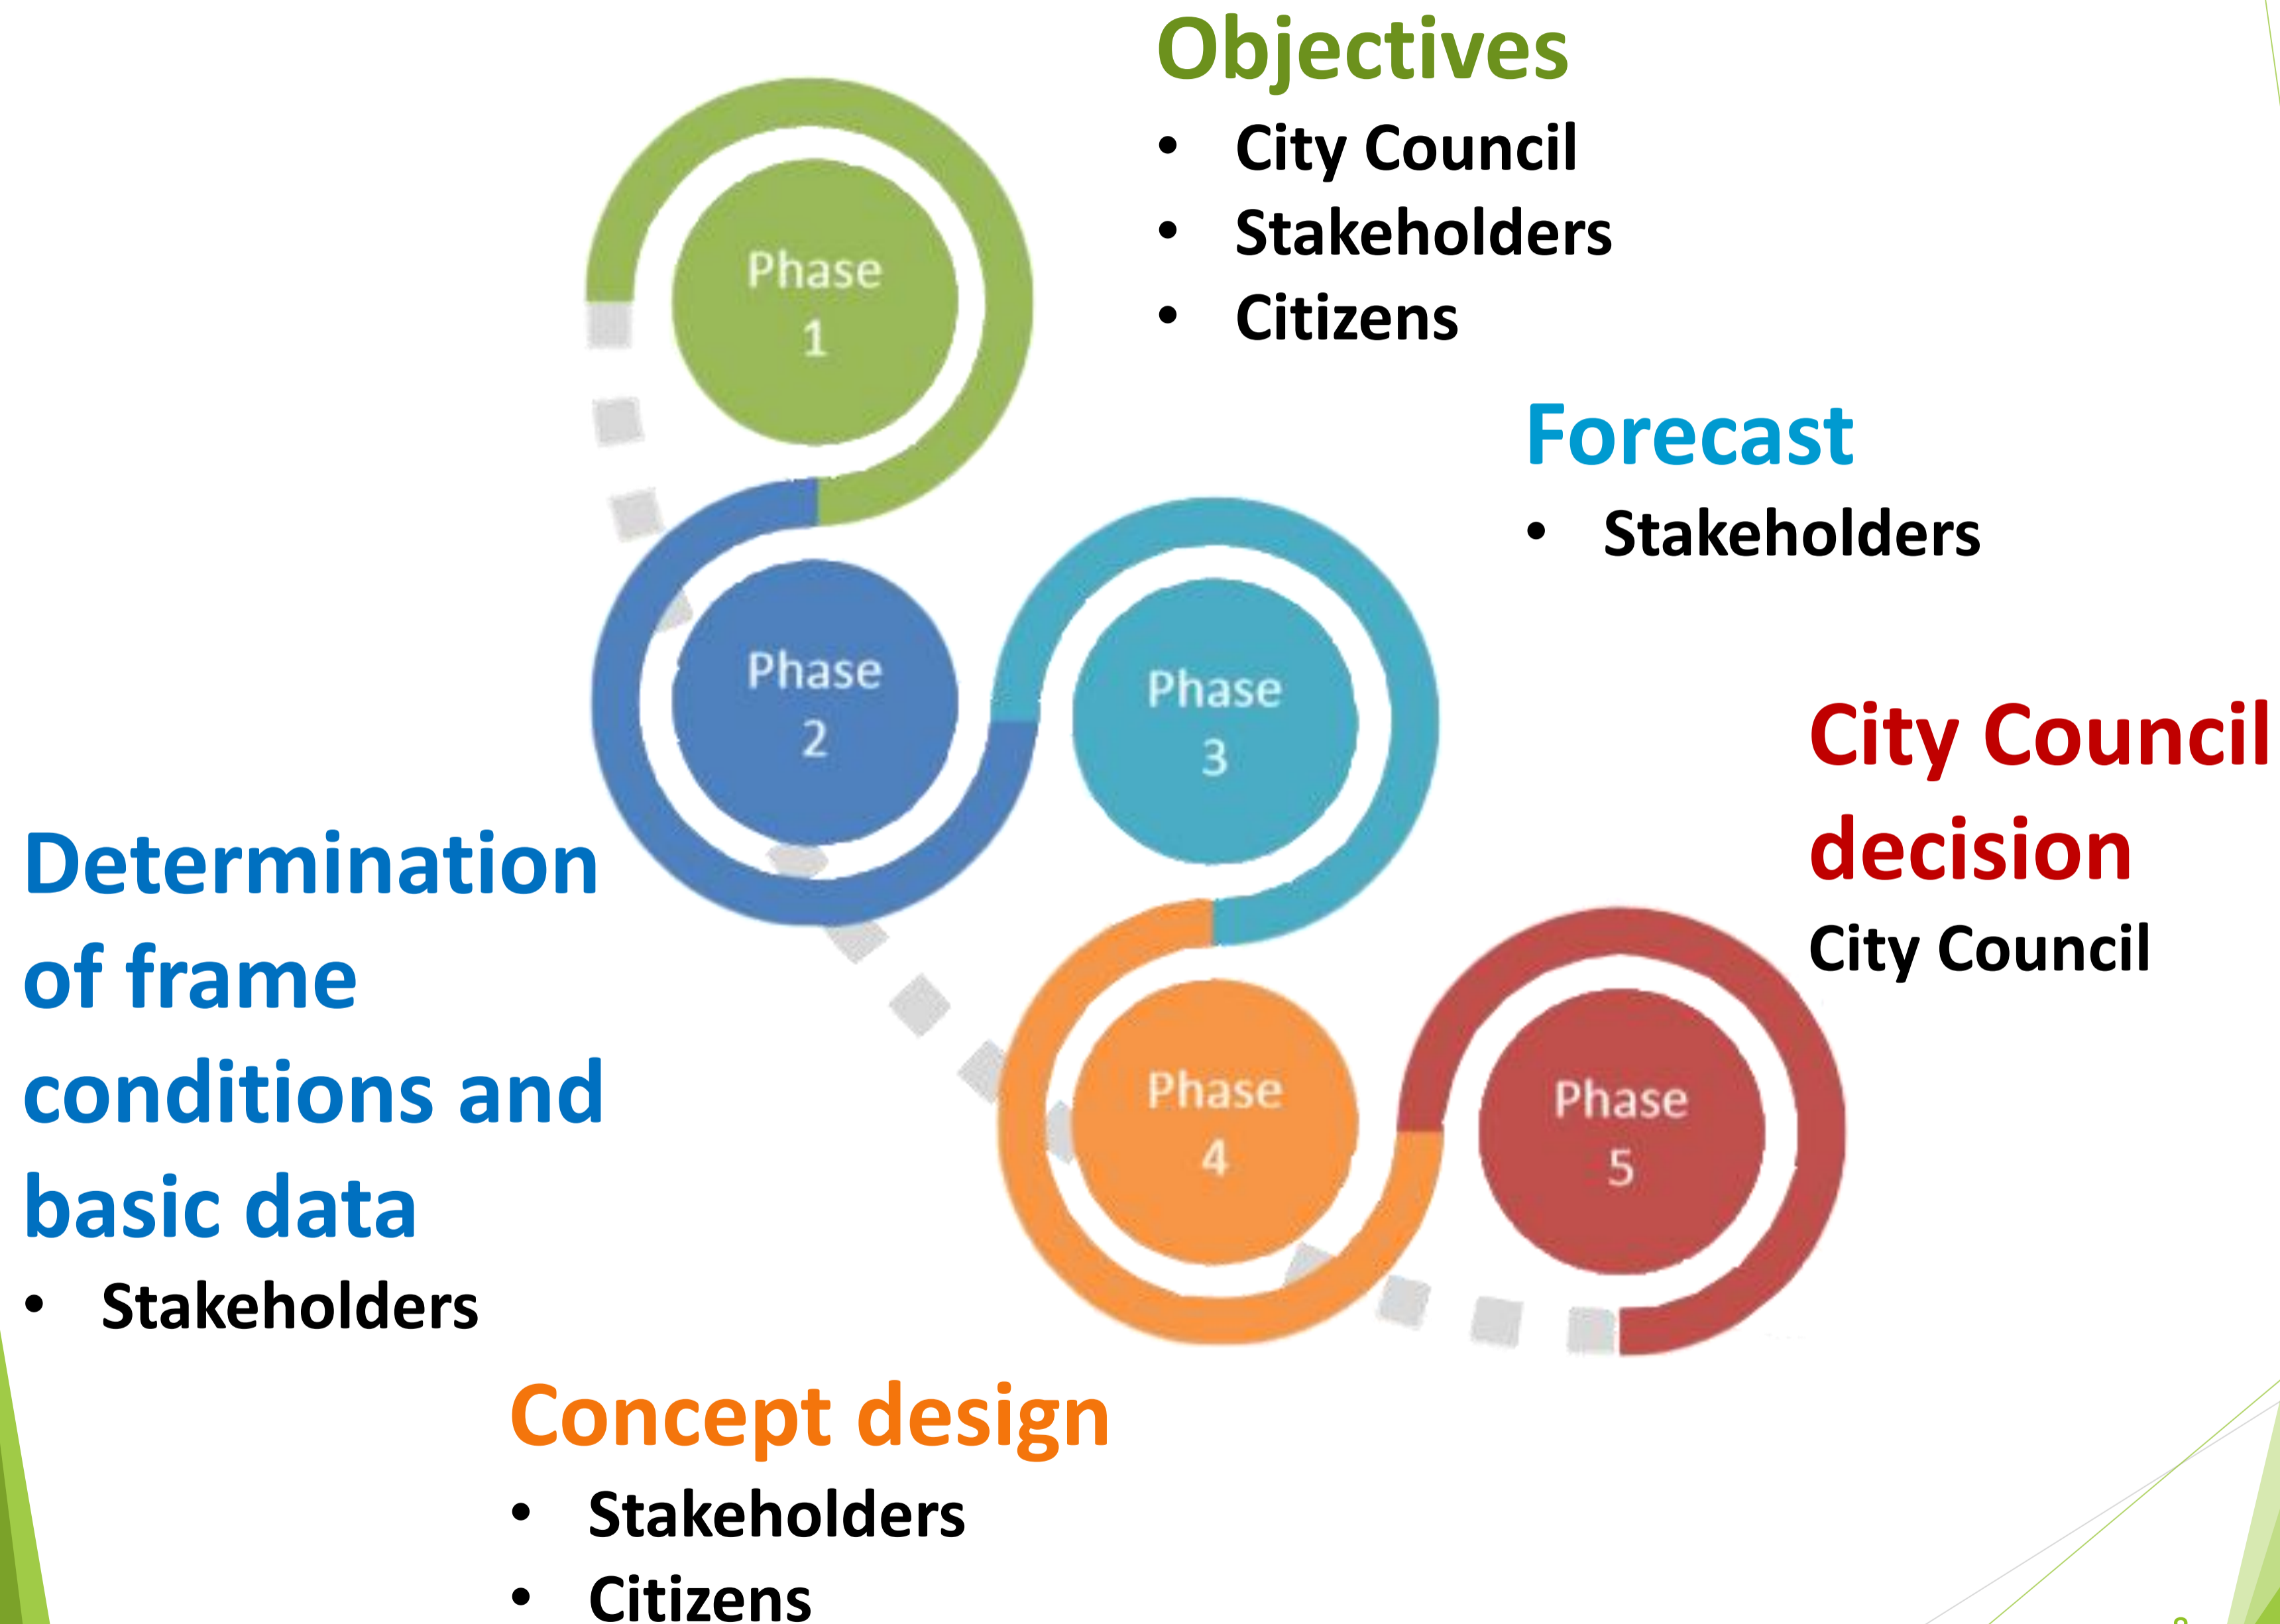 Objectives
• City Council
• Stakeholders
• Citizens
Phase
1
Forecast
• Stakeholders
Phase
2
Phase
3
City Council
decision
City Council
Determination
of frame
conditions and
basic data
• Stakeholders
Phase
4
Phase
5
Concept design
• Stakeholders
• Citizens